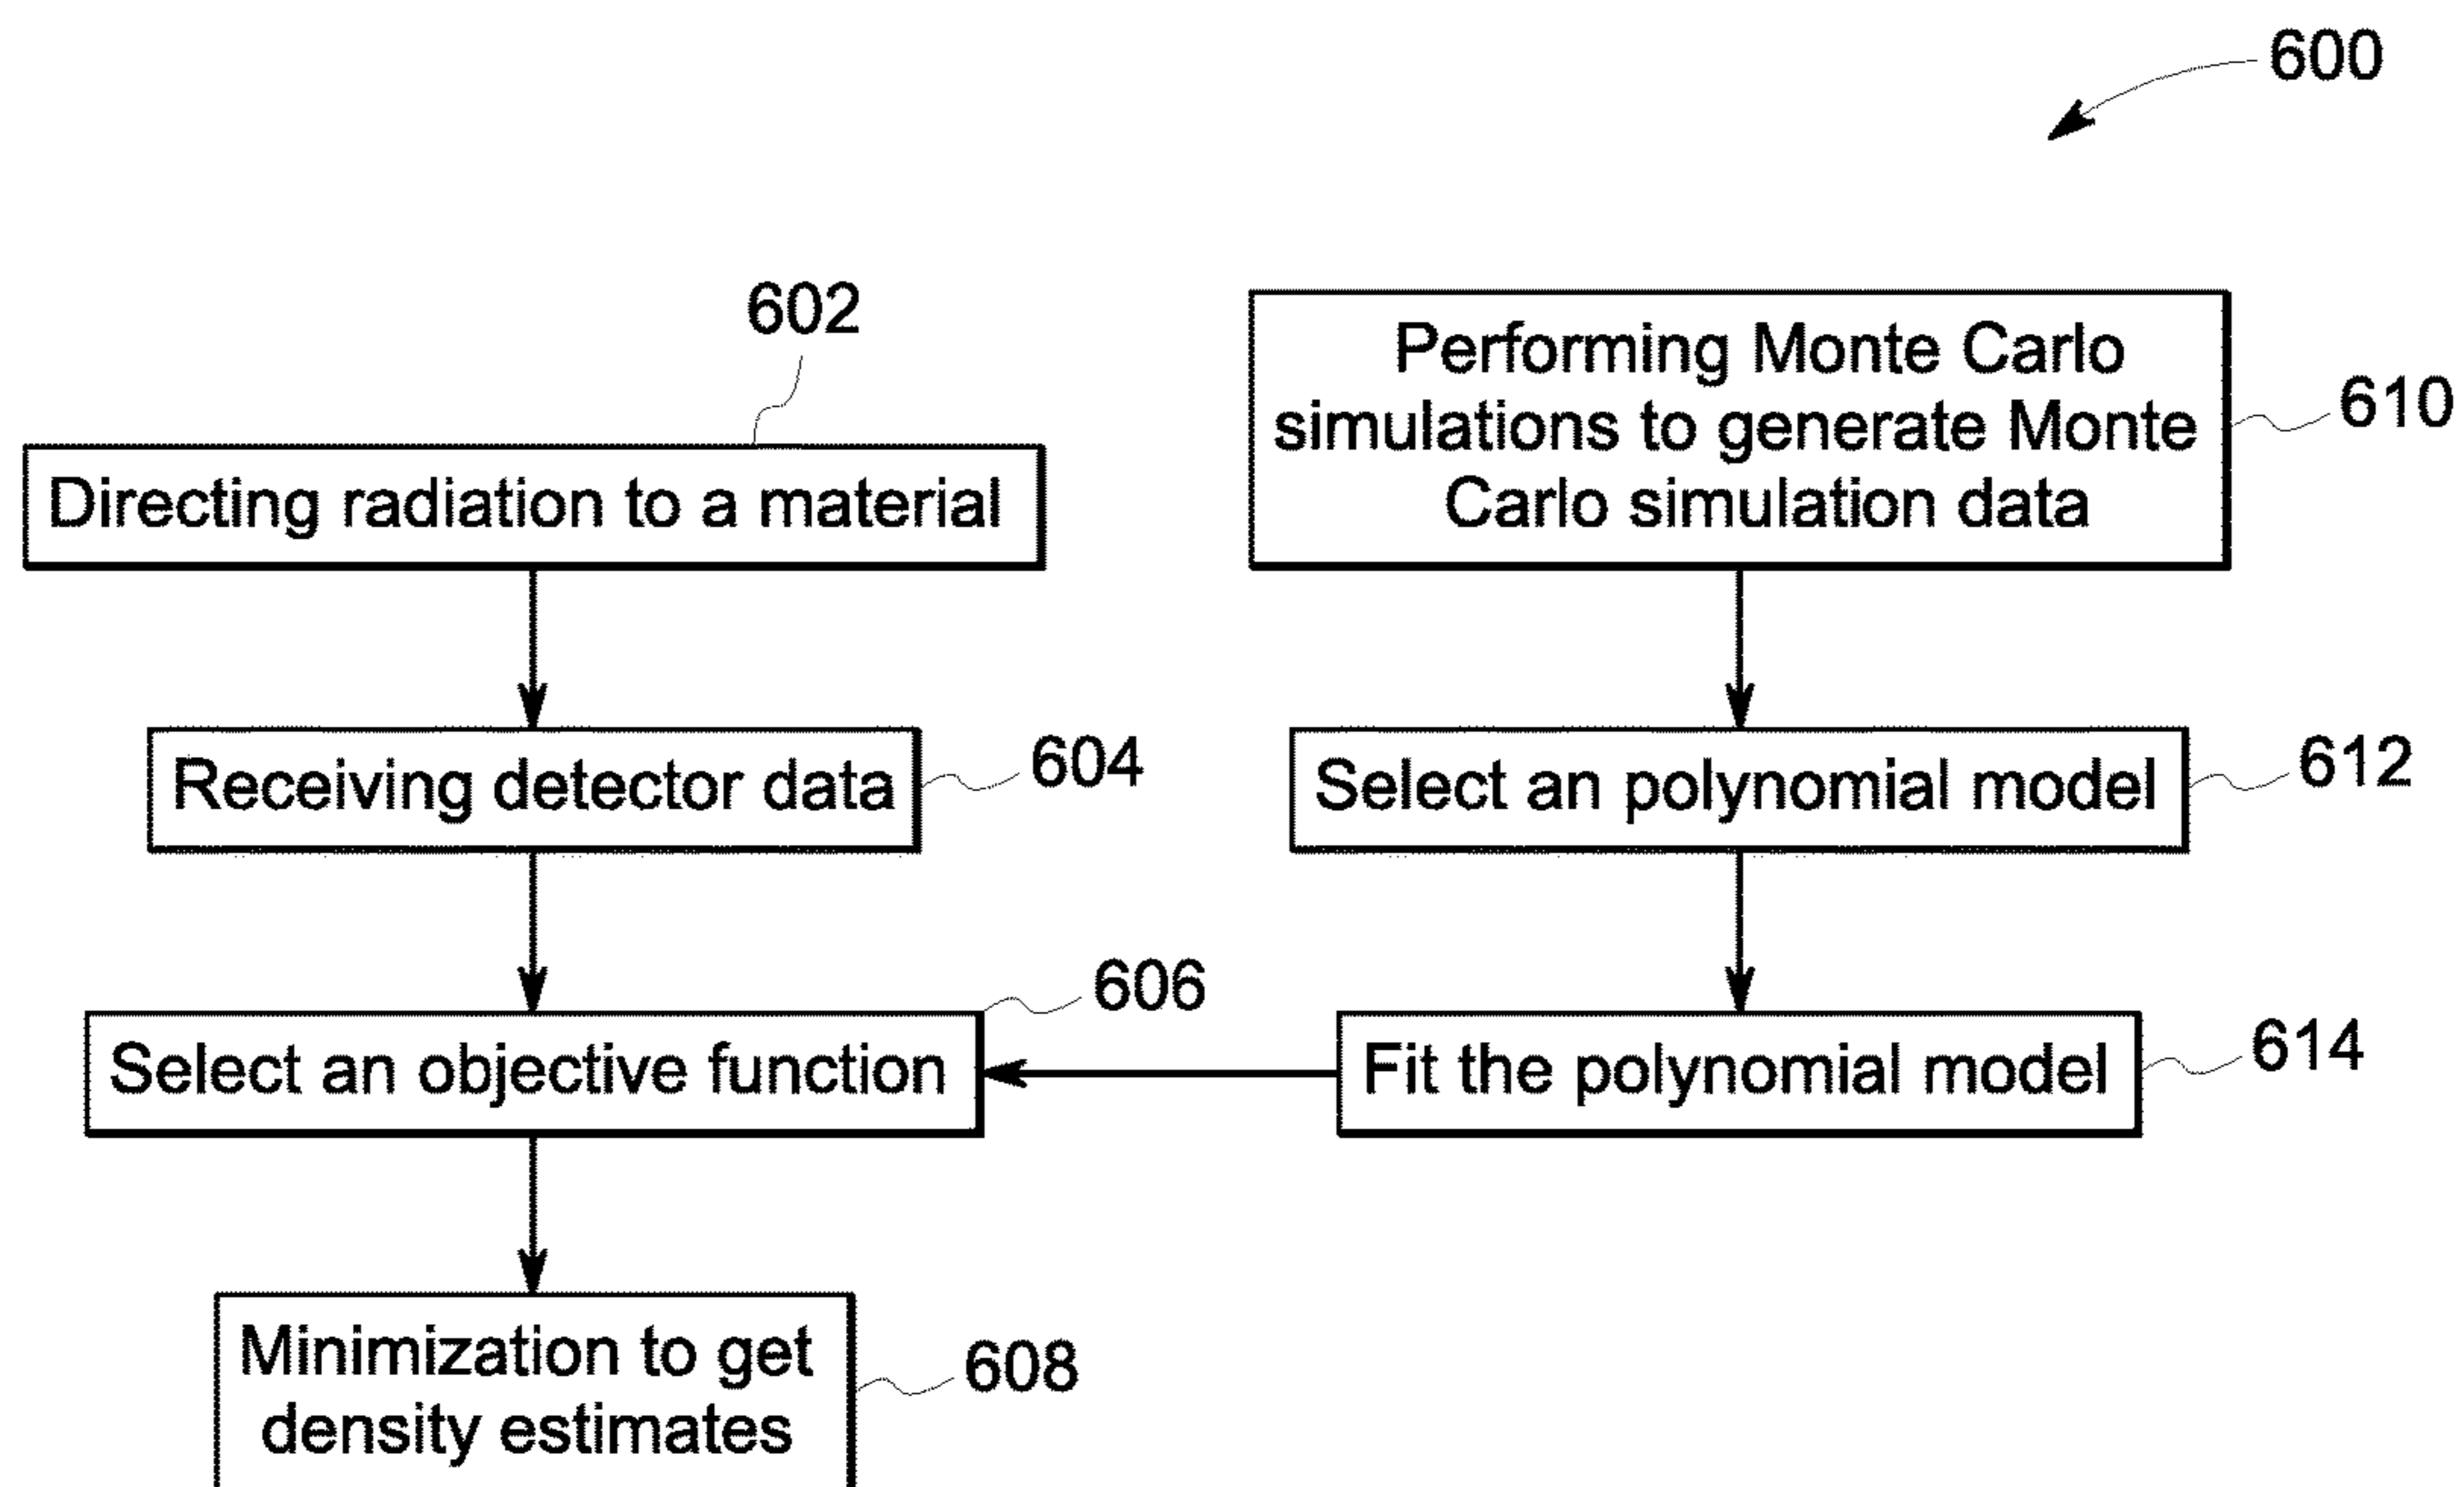 600
602
Directing radiation to a material
Performing Monte Carlo
simulations to generate Monte
Carlo simulation data
610
Receiving detector data
604
Select an polynomial model
612
606
Select an objective function
Fit the polynomial model
614
Minimization to get
density estimates
608